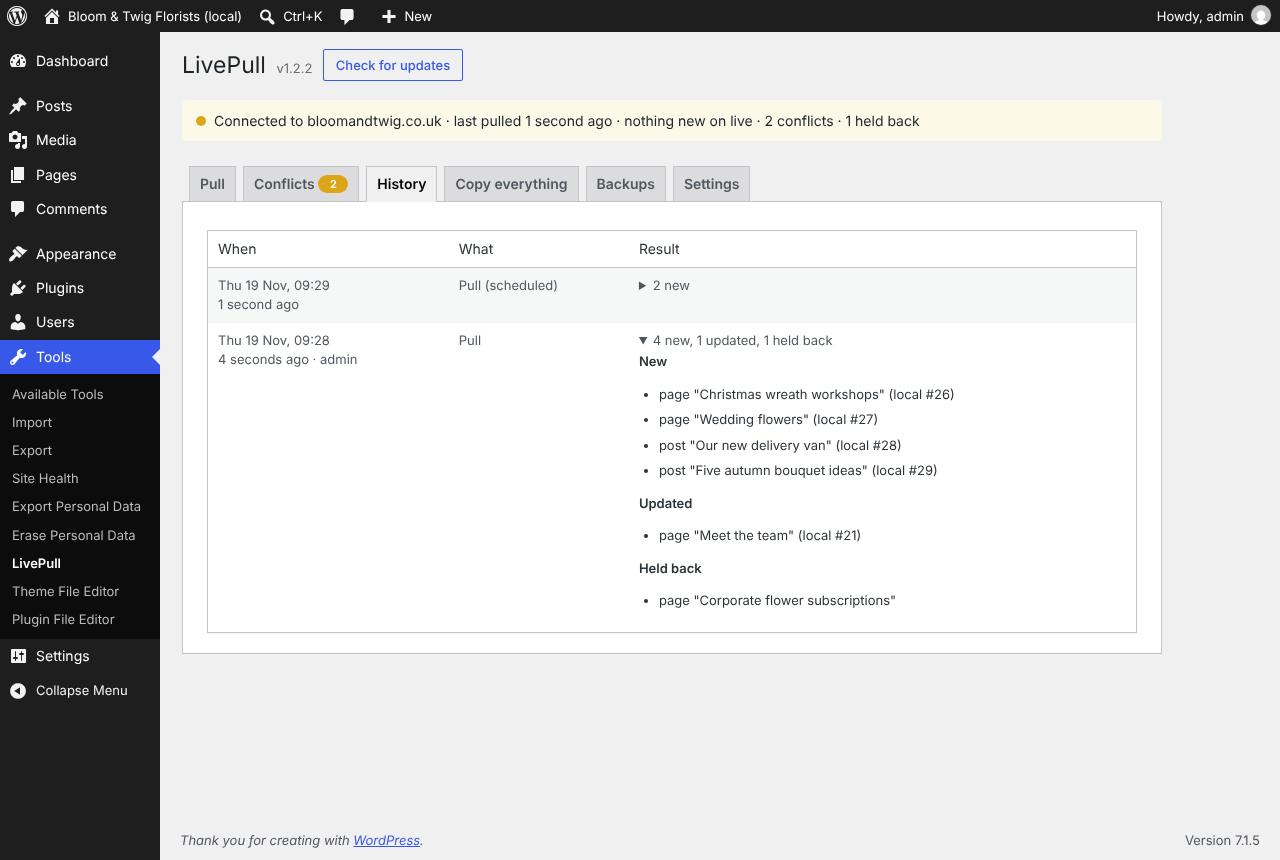 Bloom & Twig Florists (local)
Ctrl+K
New
Howdy, admin
Dashboard
Posts
Media
Pages
Comments
Appearance
Plugins
Users
Tools
Available Tools
Import
Export
Site Health
Export Personal Data
Erase Personal Data
LivePull
Theme File Editor
Plugin File Editor
Settings
Collapse Menu
LivePull v1.2.2 Check for updates
Connected to bloomandtwig.co.uk · last pulled 1 second ago · nothing new on live · 2 conflicts · 1 held back
Pull
Conflicts 2
History
Copy everything
Backups
Settings
When What Result
Thu 19 Nov, 09:29 Pull (scheduled) 2 new
1 second ago
Thu 19 Nov, 09:28 Pull 4 new, 1 updated, 1 held back
4 seconds ago · admin
New
page "Christmas wreath workshops" (local #26)
page "Wedding flowers" (local #27)
post "Our new delivery van" (local #28)
post "Five autumn bouquet ideas" (local #29)
Updated
page "Meet the team" (local #21)
Held back
page "Corporate flower subscriptions"
Thank you for creating with WordPress.
Version 7.1.5